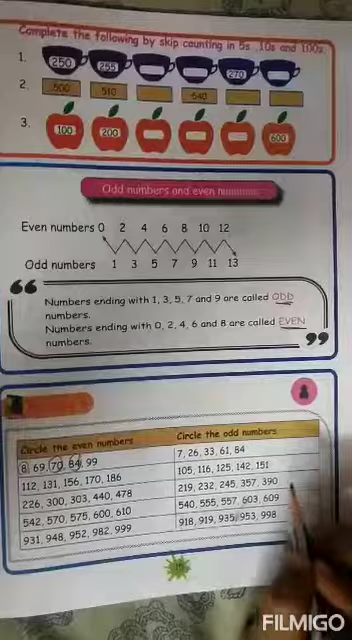 Complete the following by skip counting in 5s, 10s and 100s.
1. 250 255 270
2. 500 510 540
3. 100 200 600
Odd numbers and even numbers
Even numbers 0 2 4 6 8 10 12
Odd numbers 1 3 5 7 9 11 13
Numbers ending with 1, 3, 5, 7 and 9 are called ODD
numbers.
Numbers ending with 0, 2, 4, 6 and 8 are called EVEN
numbers.
Circle the even numbers
8, 69, 70, 84, 99
112, 131, 156, 170, 186
226, 300, 303, 440, 478
542, 570, 575, 600, 610
931, 948, 952, 982, 999
Circle the odd numbers
7, 26, 33, 61, 84
105, 116, 125, 142, 151
219, 232, 245, 357, 390
540, 555, 557, 603, 609
918, 919, 935, 953, 998
FILMIGO